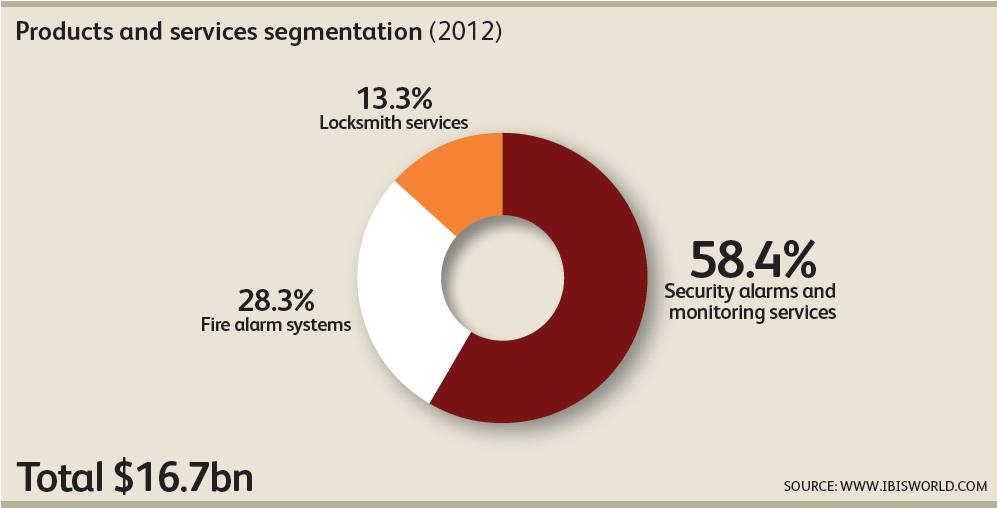 Products and services segmentation (2012)
13.3%
Locksmith services
58.4%
Security alarms and
monitoring services
28.3%
Fire alarm systems
Total $16.7bn
SOURCE: WWW.IBISWORLD.COM